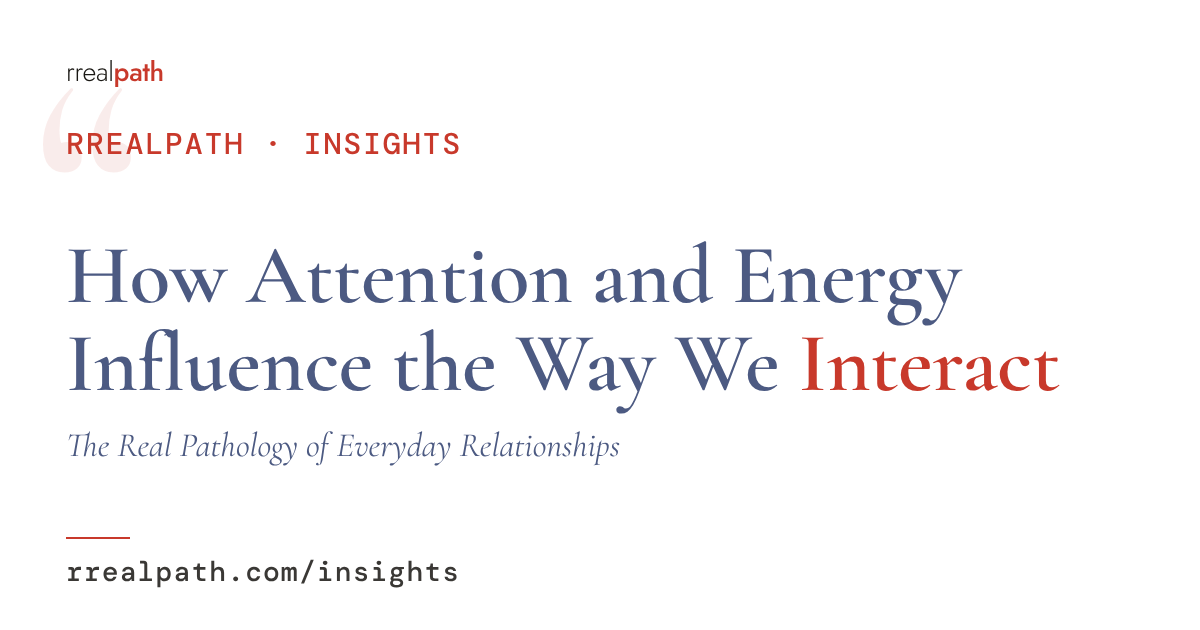 rrealpath
RREALPATH · INSIGHTS
How Attention and Energy
Influence the Way We Interact
The Real Pathology of Everyday Relationships
rrealpath.com/insights